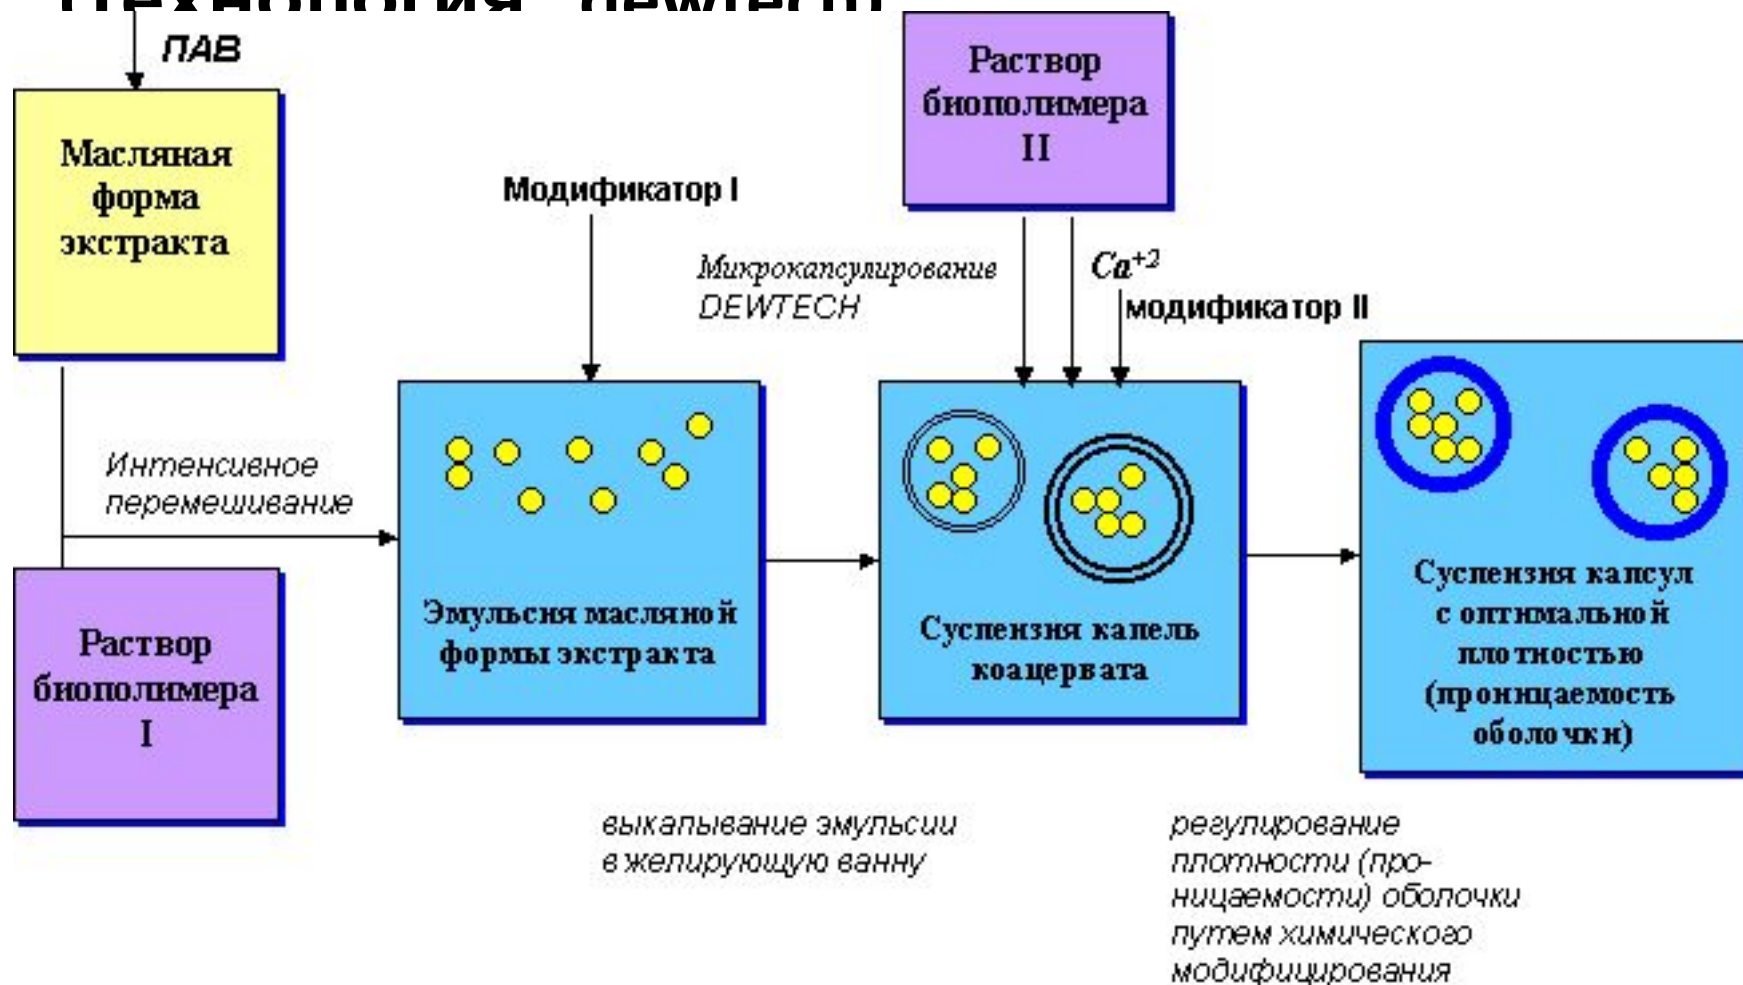 (технология "dewtech)
ПАВ
Масляная
форма
экстракта
Модификатор I
Раствор
биополимера
II
Микрокапсулирование
DEWTECH
Ca+2
модификатор II
Интенсивное
перемешивание
Раствор
биополимера
I
Эмульсия масляной
формы экстракта
Суспензия капель
коацервата
Суспензия капсул
с оптимальной
плотностью
(проницаемость
оболочки)
выкапывание эмульсии
в желирующую ванну
регулирование
плотности (про-
ницаемости) оболочки
путем химического
модифицирования